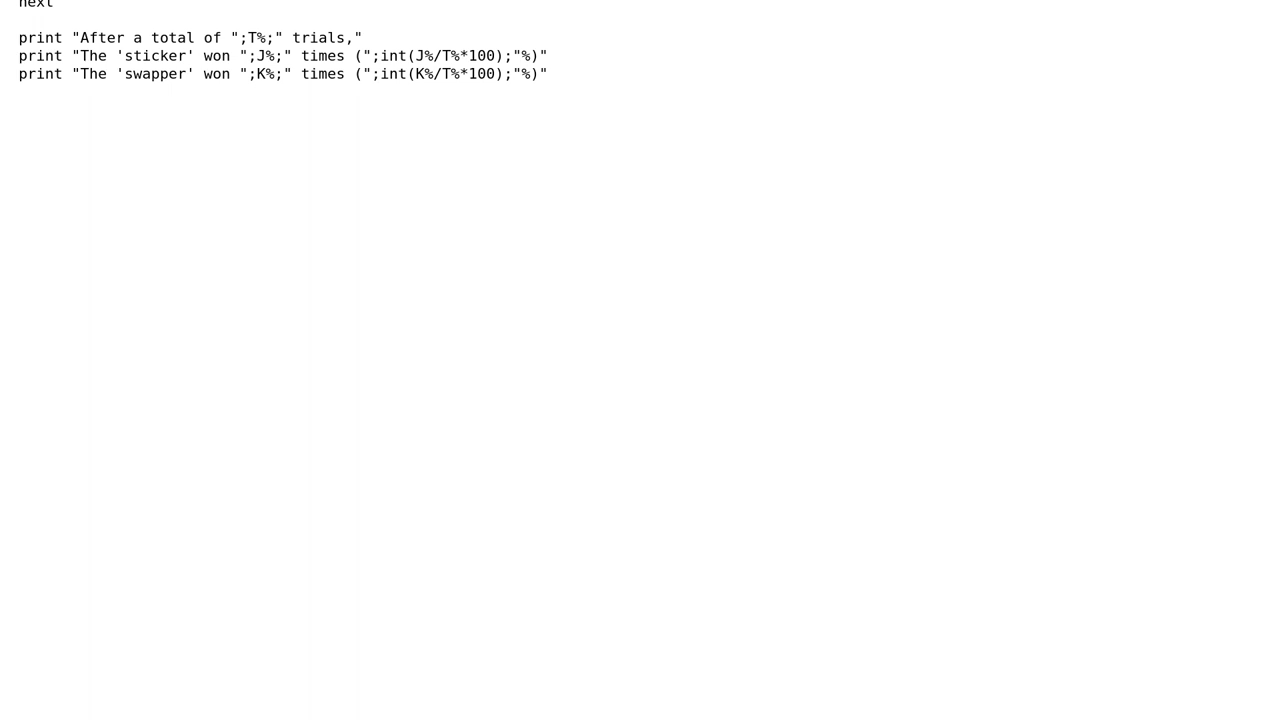 next
print "After a total of ";T%;" trials,"
print "The 'sticker' won ";J%;" times (";int(J%/T%*100);"%)"
print "The 'swapper' won ";K%;" times (";int(K%/T%*100);"%)"